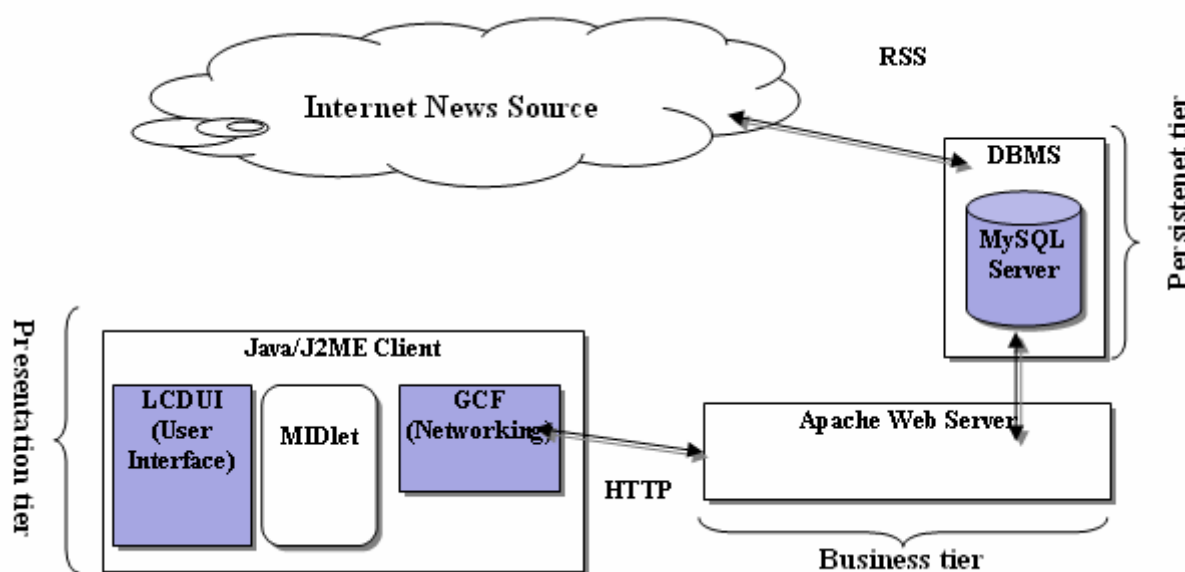 RSS
Internet News Source
DBMS
MySQL
Server
Persistenet tier
Presentation tier
Java/J2ME Client
LCDUI
(User
Interface)
MIDlet
GCF
(Networking)
HTTP
Apache Web Server
Business tier